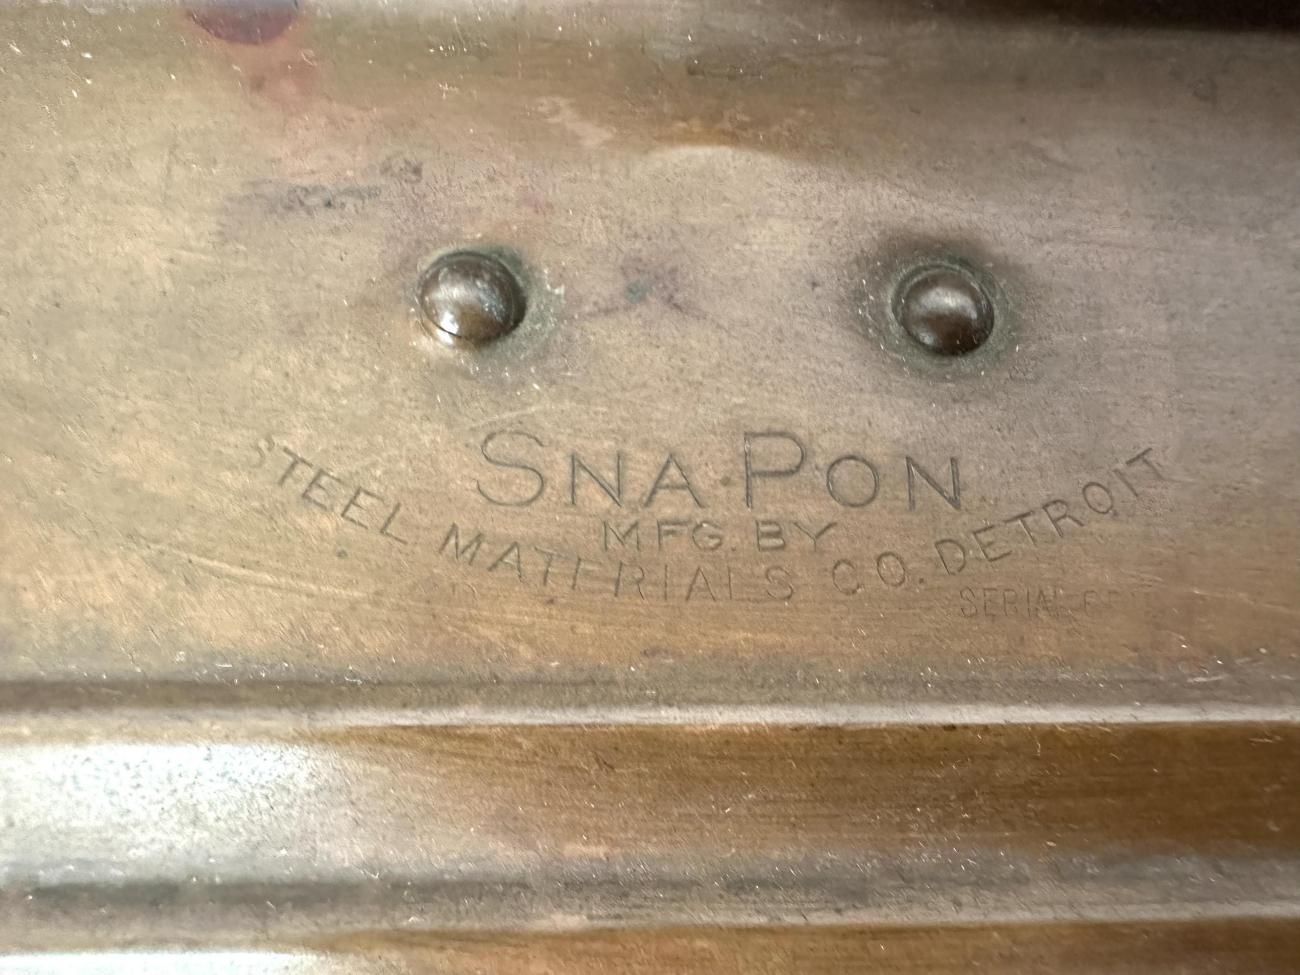 SNA·PON
MFG. BY
STEEL MATERIALS CO. DETROIT
SERIAL